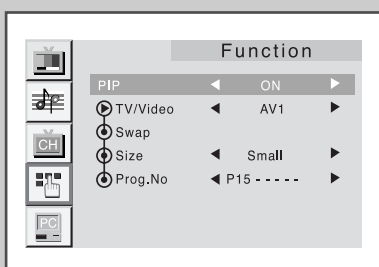 Function
PIP ON
TV/Video AV1
Swap
Size Small
Prog.No P15 - - - - -
CH
PC